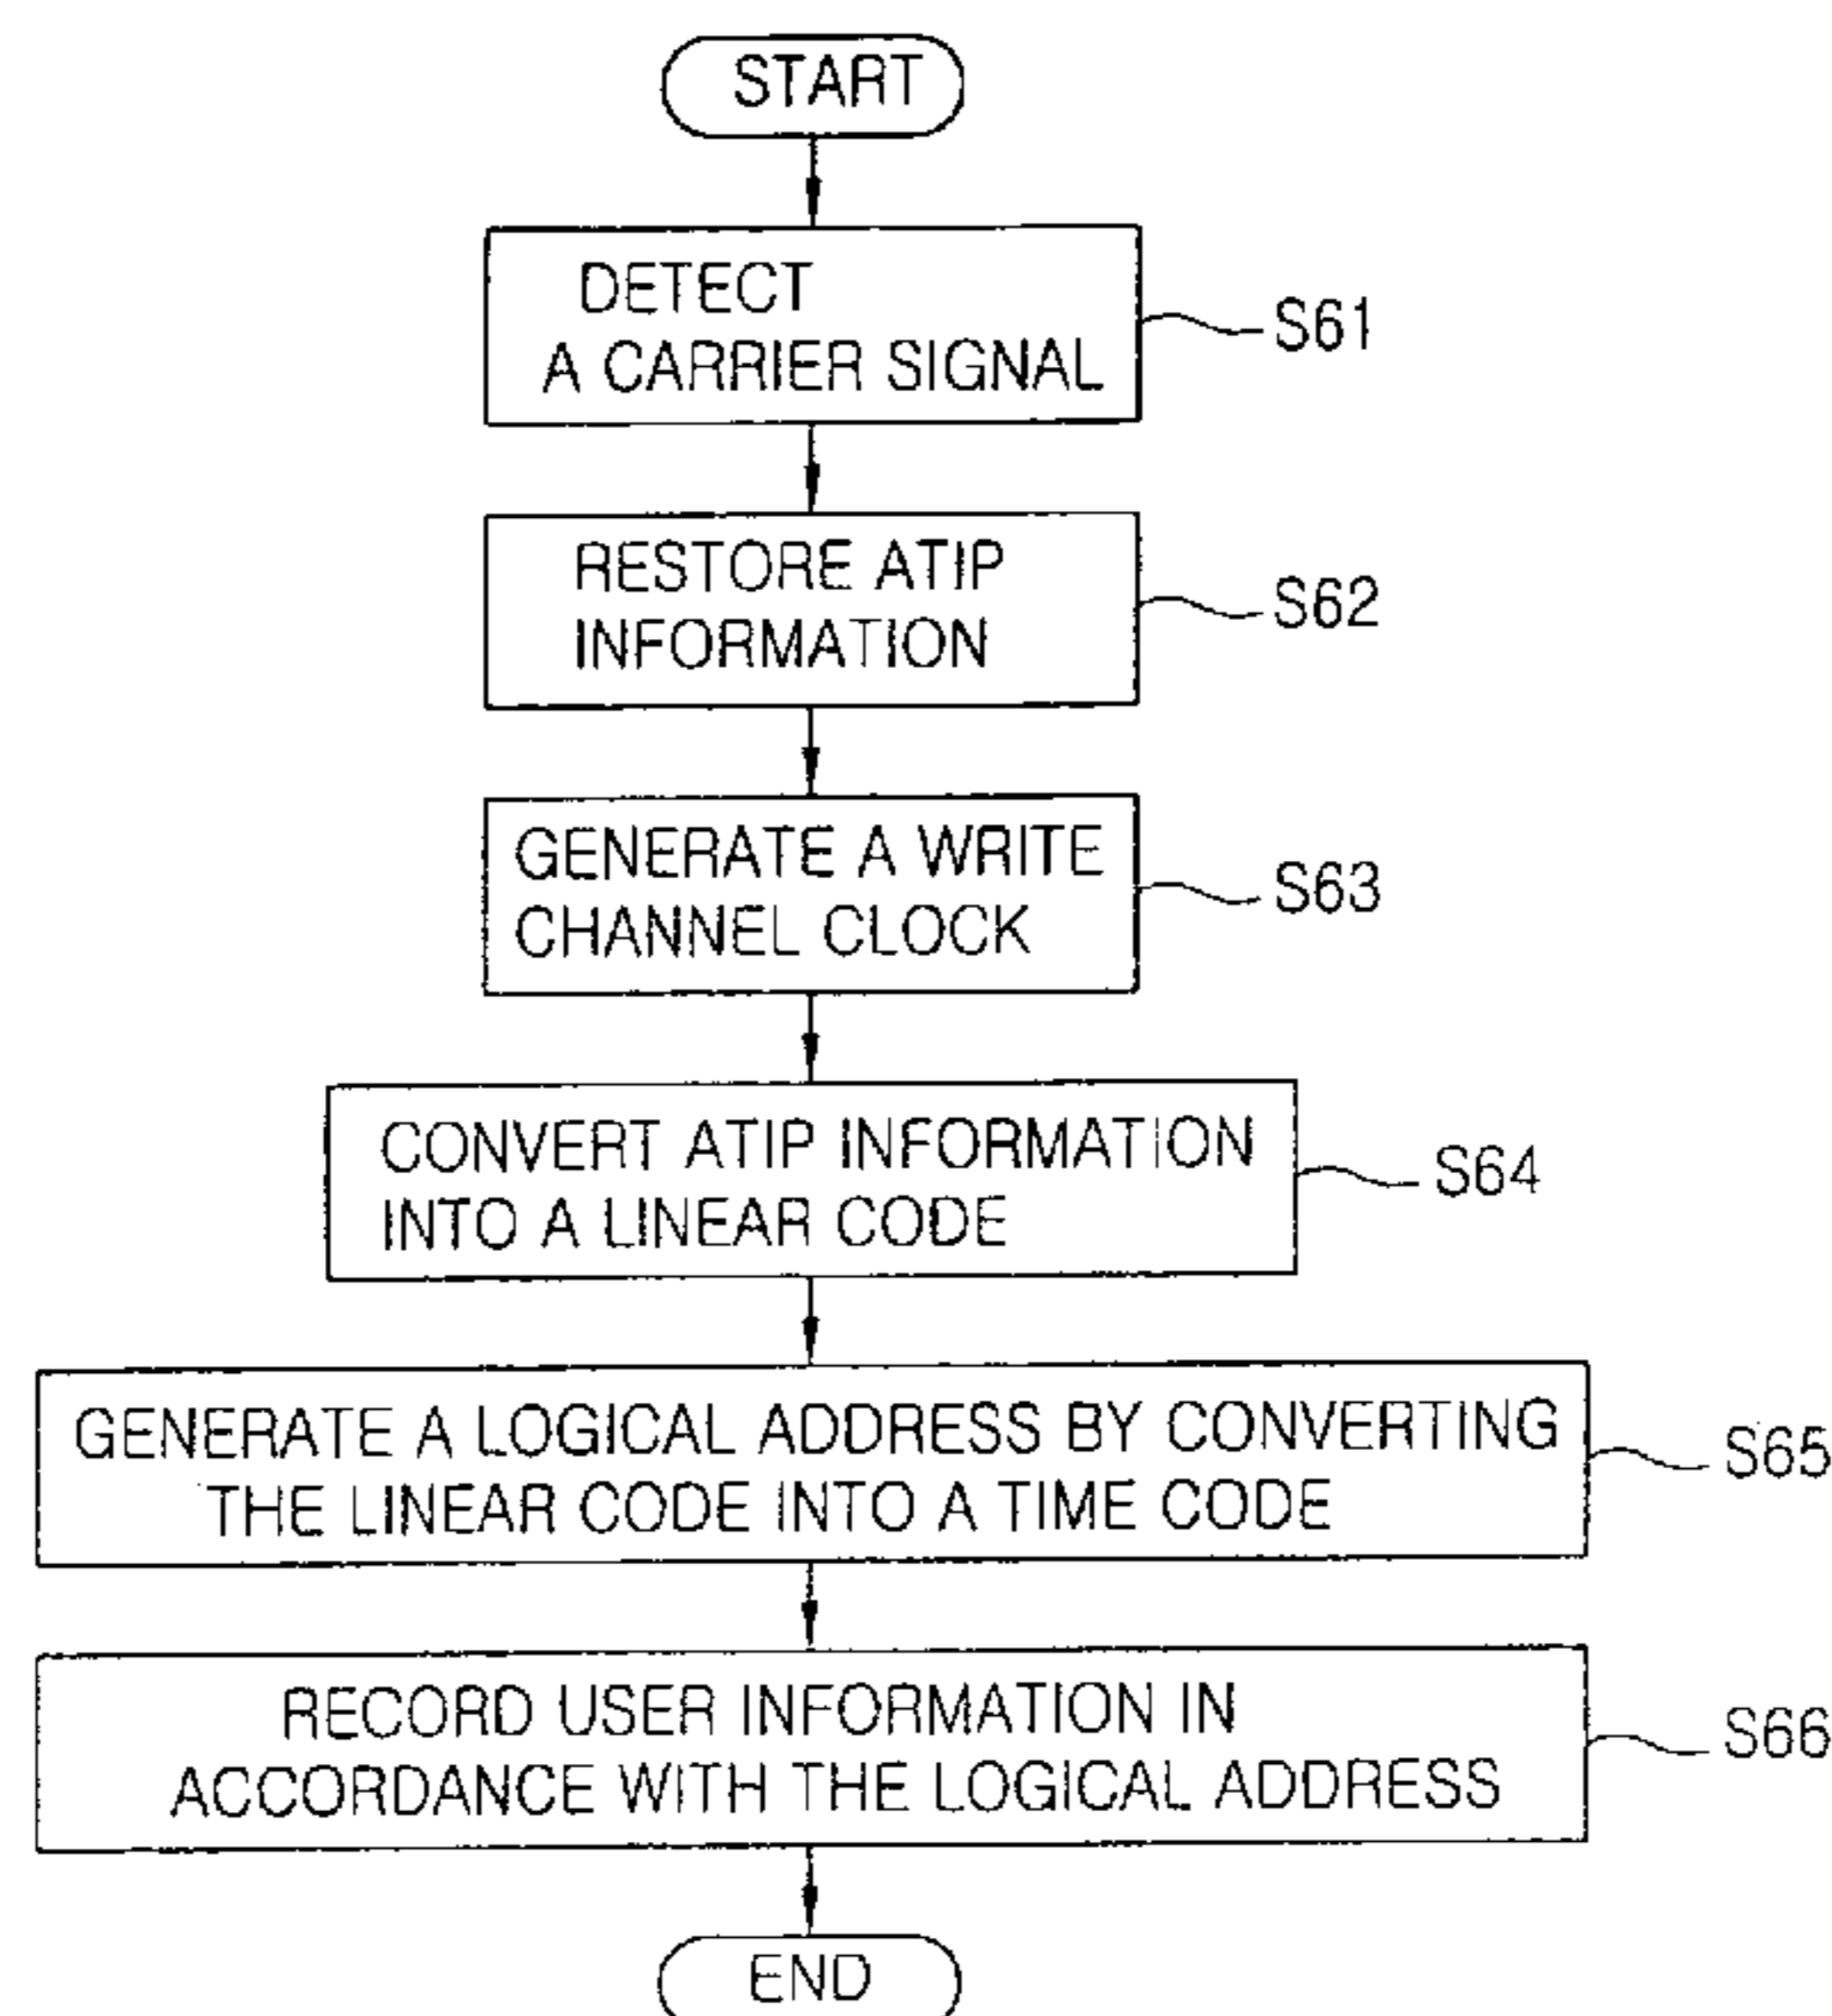 START
DETECT
A CARRIER SIGNAL
S61
RESTORE ATIP
INFORMATION
S62
GENERATE A WRITE
CHANNEL CLOCK
S63
CONVERT ATIP INFORMATION
INTO A LINEAR CODE
S64
GENERATE A LOGICAL ADDRESS BY CONVERTING
THE LINEAR CODE INTO A TIME CODE
S65
RECORD USER INFORMATION IN
ACCORDANCE WITH THE LOGICAL ADDRESS
S66
END